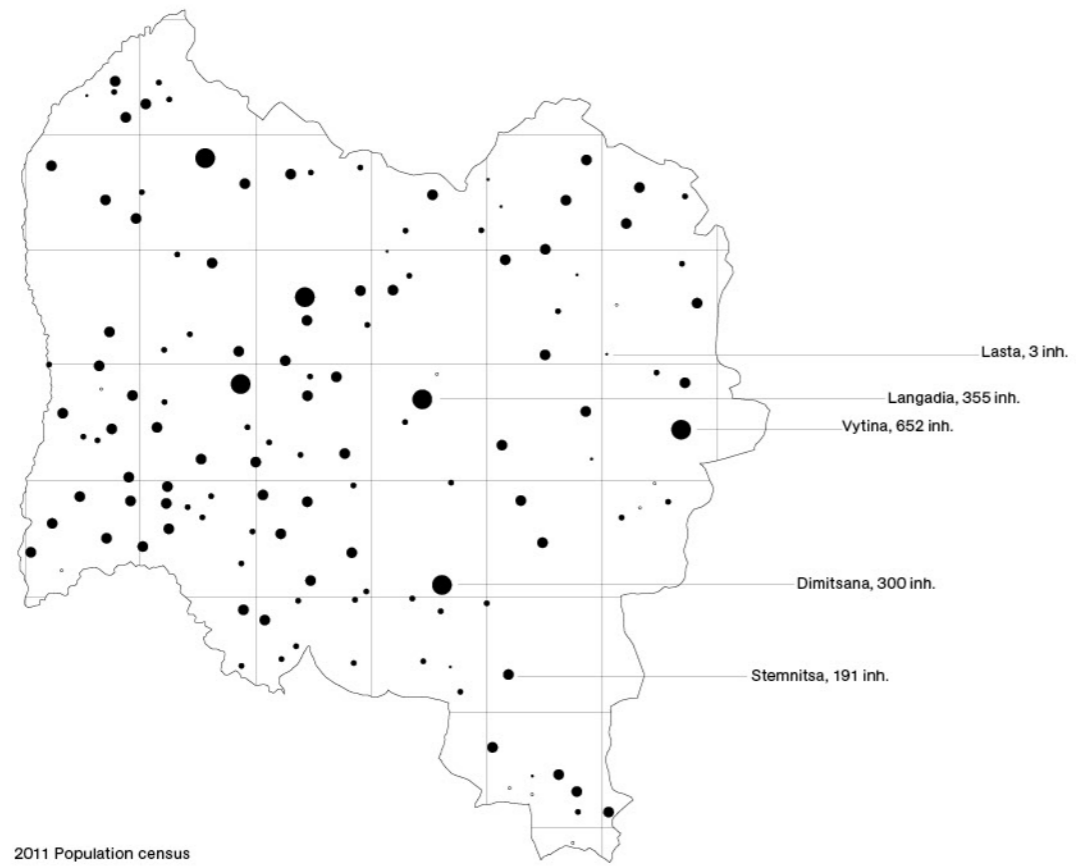 Lasta, 3 inh.
Langadia, 355 inh.
Vytina, 652 inh.
Dimitsana, 300 inh.
Stemnitsa, 191 inh.
2011 Population census